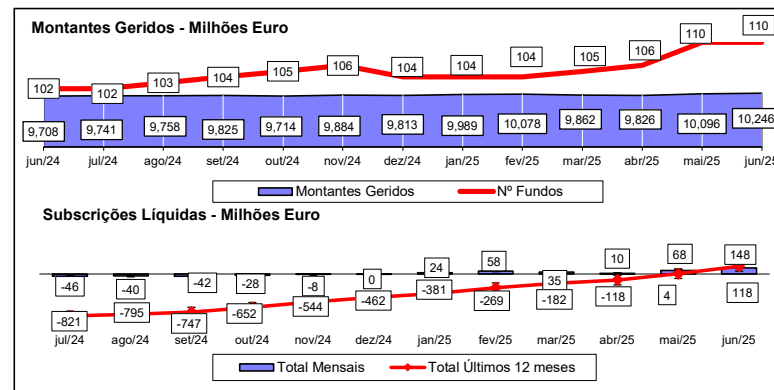 Montantes Geridos - Milhões Euro
102 102 103 104 105 106 104 104 104 105 106 110 110
9,708 9,741 9,758 9,825 9,714 9,884 9,813 9,989 10,078 9,862 9,826 10,096 10,246
jun/24 jul/24 ago/24 set/24 out/24 nov/24 dez/24 jan/25 fev/25 mar/25 abr/25 mai/25 jun/25
Montantes Geridos Nº Fundos
Subscrições Líquidas - Milhões Euro
-46 -40 -42 -28 -8 0 24 58 35 10 68 148
-821 -795 -747 -652 -544 -462 -381 -269 -182 -118 4 118
jul/24 ago/24 set/24 out/24 nov/24 dez/24 jan/25 fev/25 mar/25 abr/25 mai/25 jun/25
Total Mensais Total Últimos 12 meses